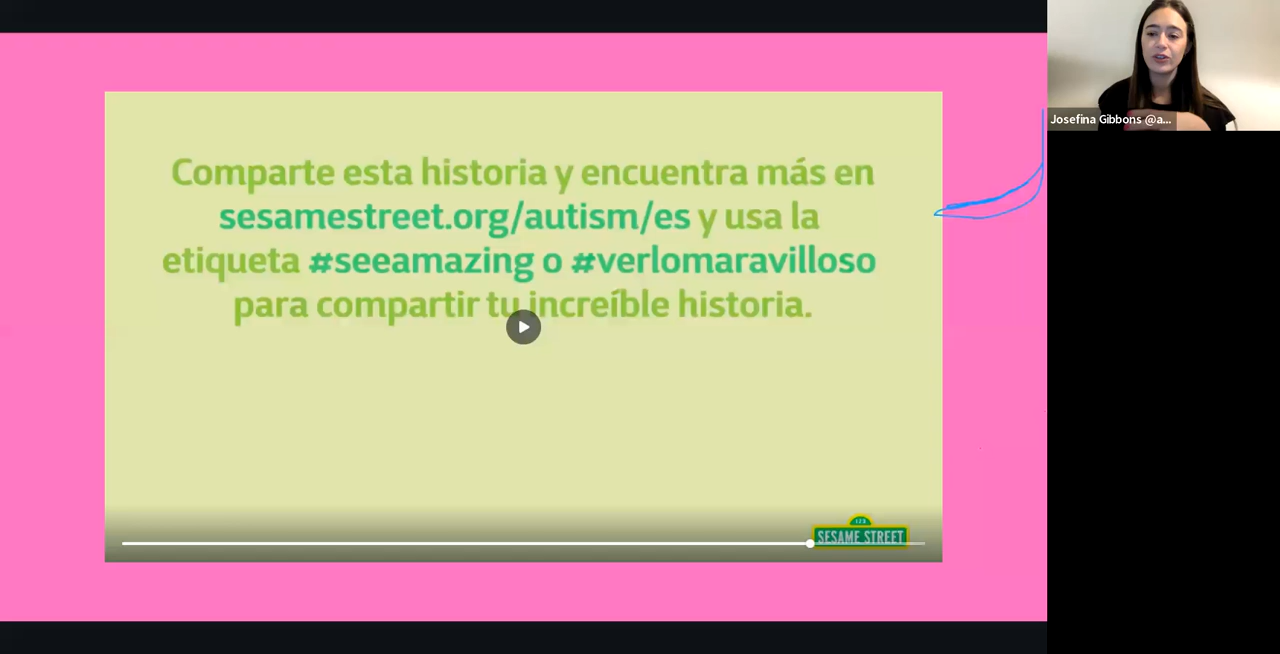 Comparte esta historia y encuentra más en
sesamestreet.org/autism/es y usa la
etiqueta #seeamazing o #verlomaravilloso
para compartir tu increíble historia.
123
SESAME STREET
Josefina Gibbons @a...